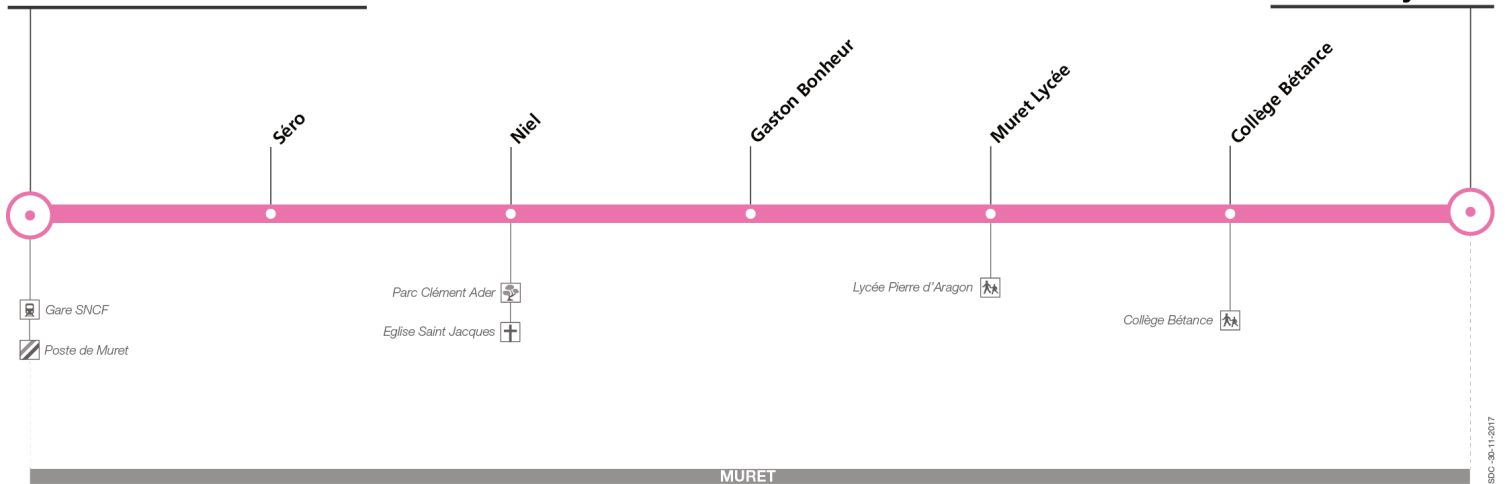 Séro
Niel
Gaston Bonheur
Muret Lycée
Collège Bétance
Gare SNCF
Poste de Muret
Parc Clément Ader
Eglise Saint Jacques
Lycée Pierre d'Aragon
Collège Bétance
MURET
SDC -30-11-2017